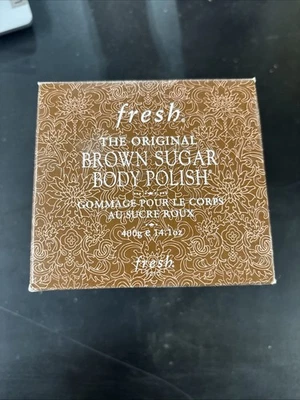 fresh®
THE ORIGINAL
BROWN SUGAR
BODY POLISH®
GOMMAGE POUR LE CORPS
AU SUCRE ROUX
400g e 14.1oz
fresh